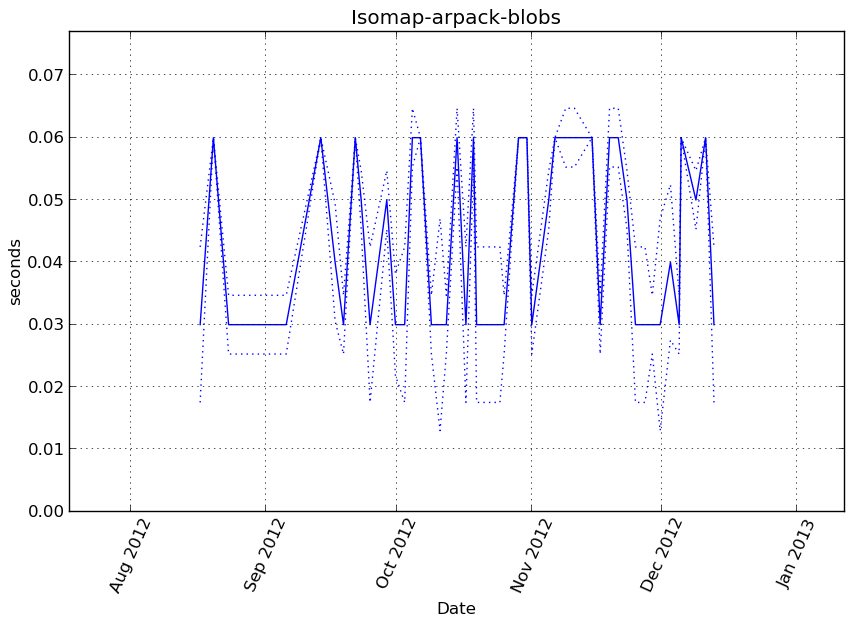 Isomap-arpack-blobs
0.07
0.06
0.05
0.04
0.03
0.02
0.01
0.00
seconds
Aug 2012
Sep 2012
Oct 2012
Nov 2012
Dec 2012
Jan 2013
Date